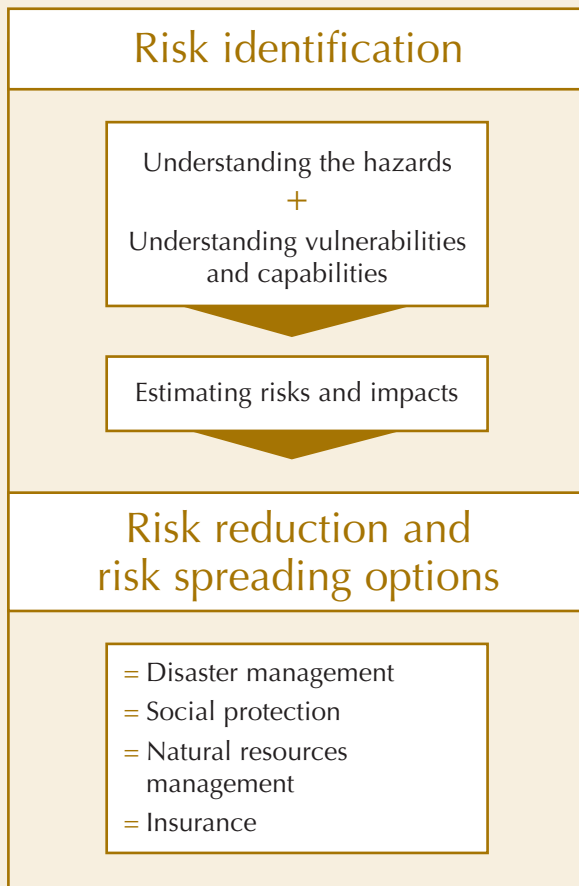 Risk identification
Understanding the hazards
+
Understanding vulnerabilities
and capabilities
Estimating risks and impacts
Risk reduction and
risk spreading options
= Disaster management
= Social protection
= Natural resources
management
= Insurance